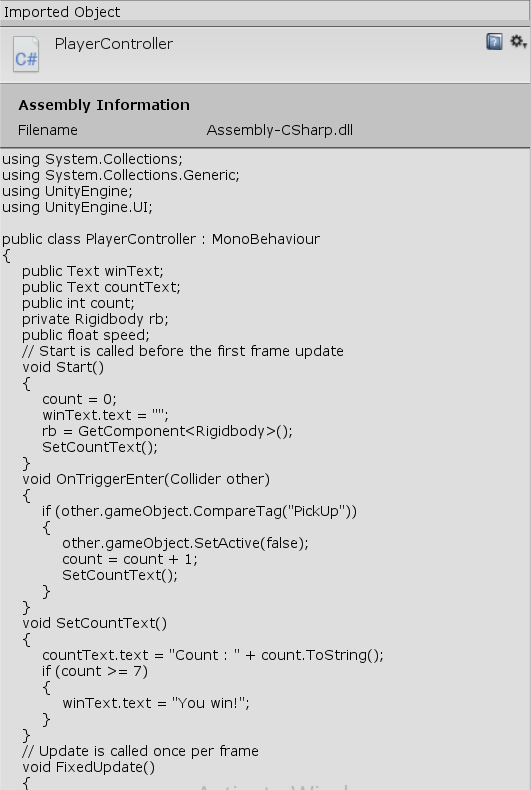 Imported Object
C#
PlayerController
Assembly Information
Filename Assembly-CSharp.dll
using System.Collections;
using System.Collections.Generic;
using UnityEngine;
using UnityEngine.UI;
public class PlayerController : MonoBehaviour
{
public Text winText;
public Text countText;
public int count;
private Rigidbody rb;
public float speed;
// Start is called before the first frame update
void Start()
{
count = 0;
winText.text = "";
rb = GetComponent<Rigidbody>();
SetCountText();
}
void OnTriggerEnter(Collider other)
{
if (other.gameObject.CompareTag("PickUp"))
{
other.gameObject.SetActive(false);
count = count + 1;
SetCountText();
}
}
void SetCountText()
{
countText.text = "Count : " + count.ToString();
if (count >= 7)
{
winText.text = "You win!";
}
}
// Update is called once per frame
void FixedUpdate()
{